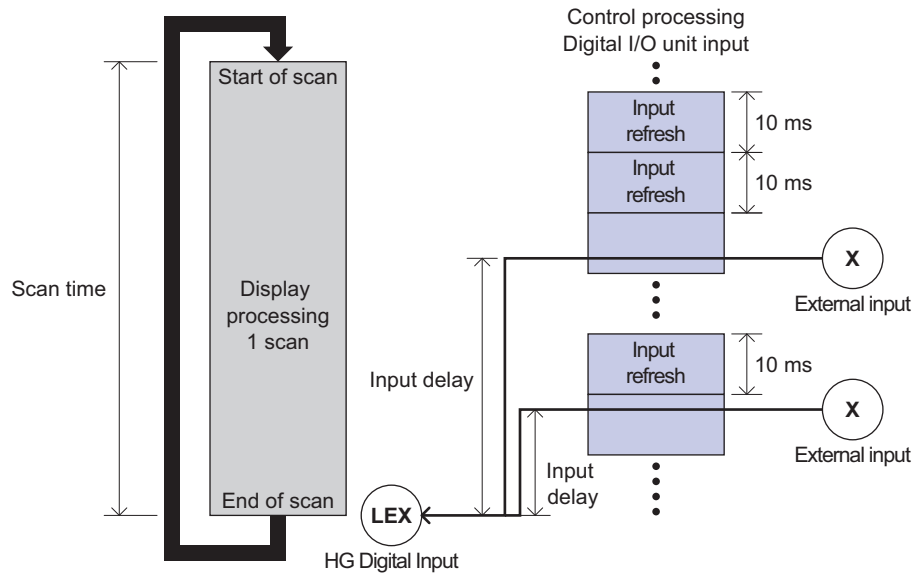 Control processing
Digital I/O unit input
Start of scan
Input
refresh
10 ms
Input
refresh
10 ms
X
External input
Scan time
Display
processing
1 scan
Input delay
Input
refresh
10 ms
X
External input
Input
delay
End of scan
LEX
HG Digital Input